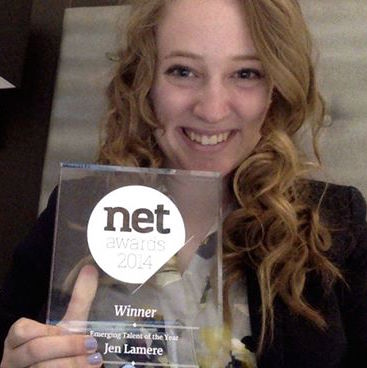 net
awards
2014
Winner
Emerging Talent of the Year
Jen Lamere